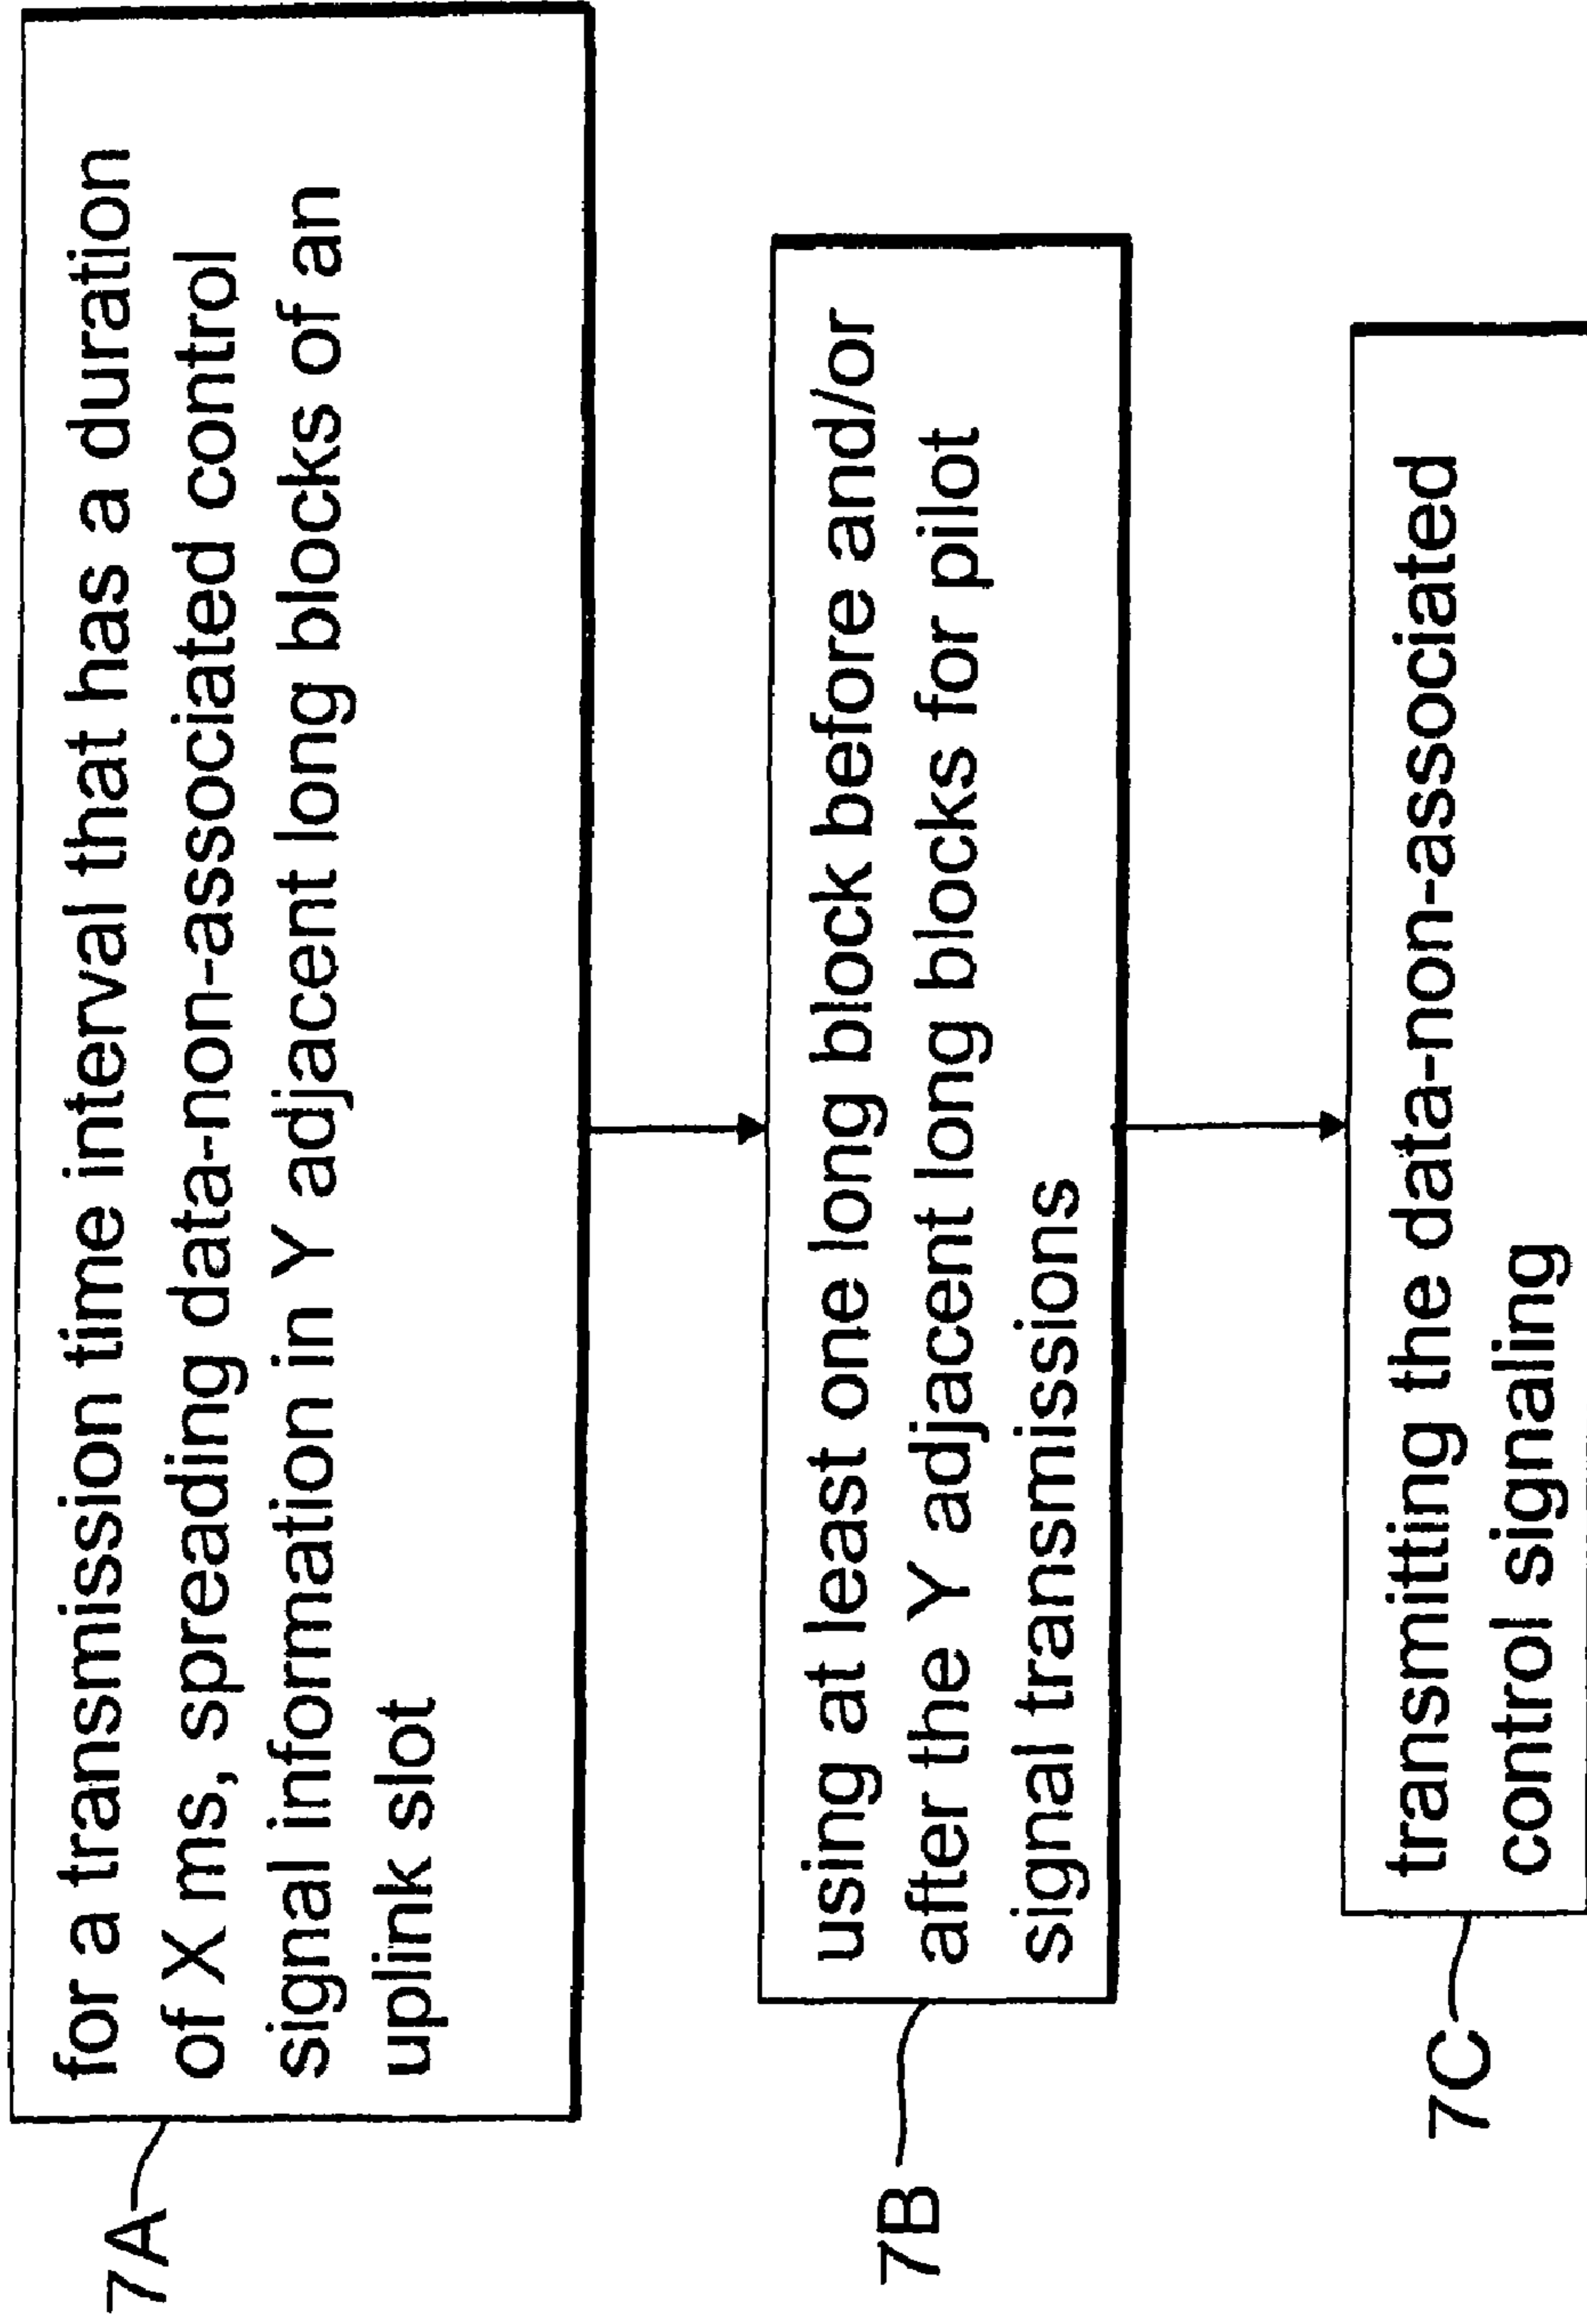 7A
for a transmission time interval that has a duration
of X ms, spreading data-non-associated control
signal information in Y adjacent long blocks of an
uplink slot
7B
using at least one long block before and/or
after the Y adjacent long blocks for pilot
signal transmissions
7C
transmitting the data-non-associated
control signaling